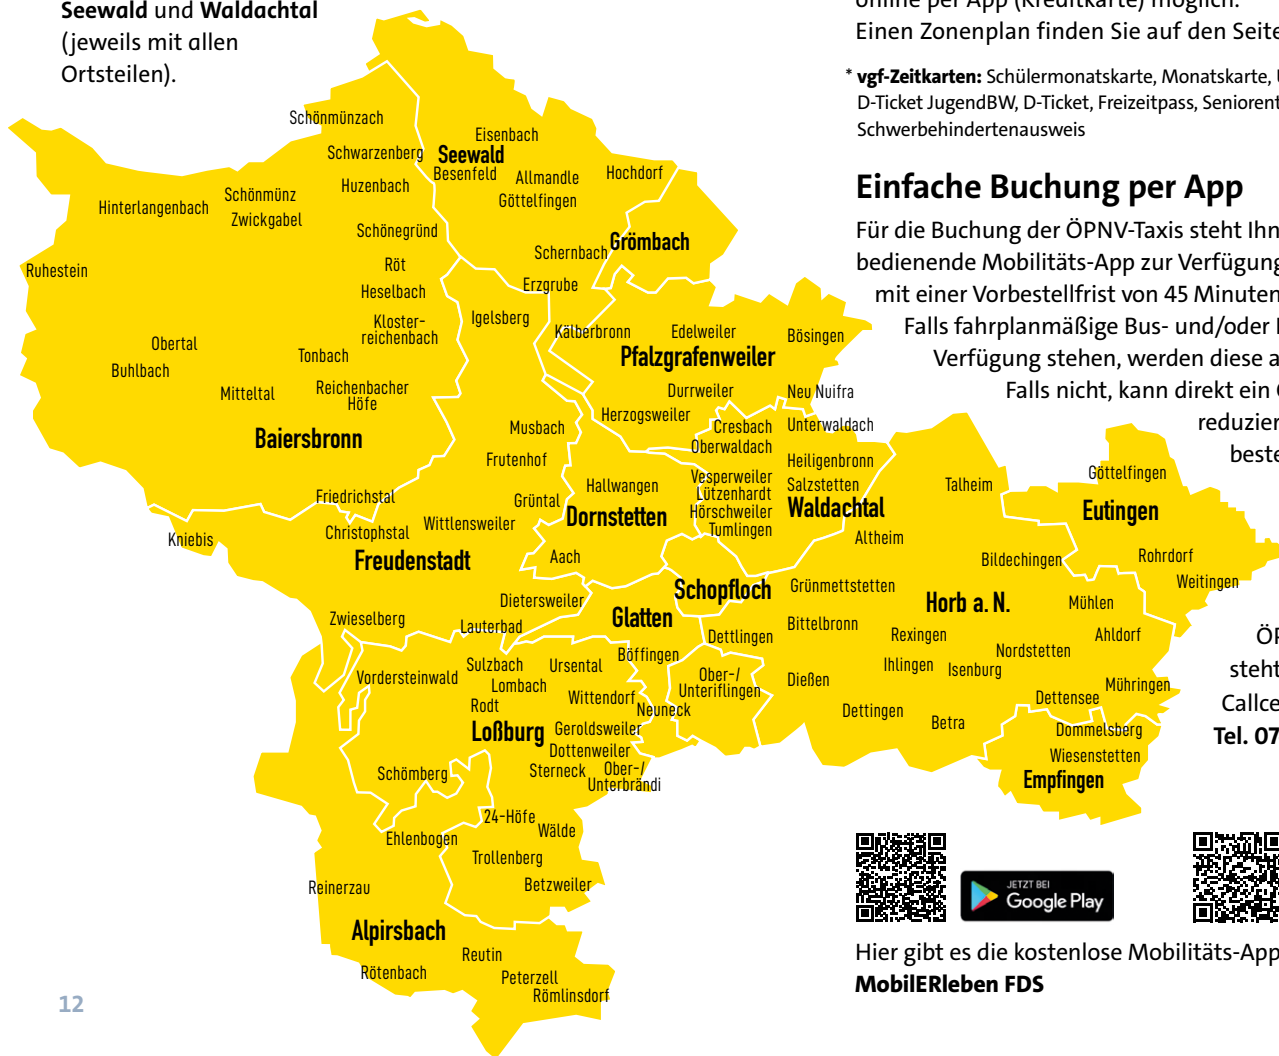 Seewald und Waldachtal
(jeweils mit allen
Ortsteilen).
online per App (Kreditkarte) möglich.
Einen Zonenplan finden Sie auf den Seite
* vgf-Zeitkarten: Schülermonatskarte, Monatskarte,
D-Ticket JugendBW, D-Ticket, Freizeitpass, Seniorent
Schwerbehindertenausweis
Einfache Buchung per App
Für die Buchung der ÖPNV-Taxis steht Ihn
bedienende Mobilitäts-App zur Verfügung
mit einer Vorbestellfrist von 45 Minuten
Falls fahrplanmäßige Bus- und/oder
Verfügung stehen, werden diese a
Falls nicht, kann direkt ein
reduzier
beste
ÖP
steht
Callce
Tel. 07
Schönmünzach
Eisenbach
Schwarzenberg
Seewald
Besenfeld
Allmandle
Hochdorf
Huzenbach
Schönmünz
Göttelfingen
Hinterlangenbach
Zwickgabel
Schönegründ
Grömbach
Schernbach
Röt
Ruhestein
Erzgrube
Heselbach
Igelsberg
Kloster-
reichenbach
Kälberbronn
Edelweiler
Bösingen
Obertal
Tonbach
Pfalzgrafenweiler
Buhlbach
Mitteltal
Reichenbacher
Höfe
Durrweiler
Neu Nuifra
Herzogsweiler
Musbach
Cresbach
Unterwaldach
Baiersbronn
Oberwaldach
Frutenhof
Heiligenbronn
Göttelfingen
Vesperweiler
Salzstetten
Talheim
Hallwangen
Lützenhardt
Friedrichstal
Grüntal
Hörschweiler
Waldachtal
Eutingen
Dornstetten
Wittlensweiler
Tumlingen
Christophstal
Kniebis
Altheim
Freudenstadt
Aach
Bildechingen
Rohrdorf
Weitingen
Schopfloch
Grünmettstetten
Dietersweiler
Horb a. N.
Mühlen
Glatten
Zwieselberg
Lauterbad
Bittelbronn
Dettlingen
Rexingen
Ahldorf
Nordstetten
Böffingen
Sulzbach
Ursental
Ihlingen
Isenburg
Vordersteinwald
Ober-/
Unteriflingen
Dießen
Lombach
Mühringen
Wittendorf
Dettensee
Rodt
Neuneck
Dettingen
Betra
Loßburg
Geroldsweiler
Dommelsberg
Dottenweiler
Wiesenstetten
Schömberg
Sterneck
Ober-/
Unterbrändi
Empfingen
24-Höfe
Wälde
Ehlenbogen
Trollenberg
Betzweiler
Reinerzau
Alpirsbach
Reutin
Rötenbach
Peterzell
Römlinsdorf
JETZT BEI
Google Play
Hier gibt es die kostenlose Mobilitäts-App
MobilERleben FDS
12